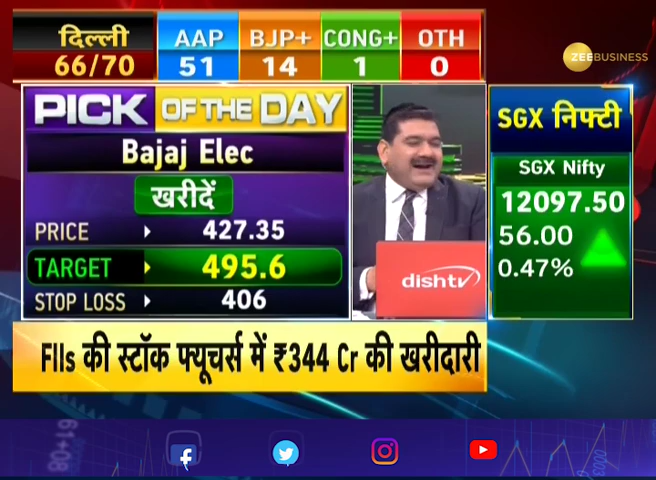 दिल्ली
66/70
AAP
51
BJP+
14
CONG+
1
OTH
0
ZEEBUSINESS
PICK OF THE DAY
Bajaj Elec
खरीदें
PRICE 427.35
TARGET 495.6
STOP LOSS 406
dishtv
SGX निफ्टी
SGX Nifty
12097.50
56.00
0.47%
FIIs की स्टॉक फ्यूचर्स में ₹344 Cr की खरीदारी